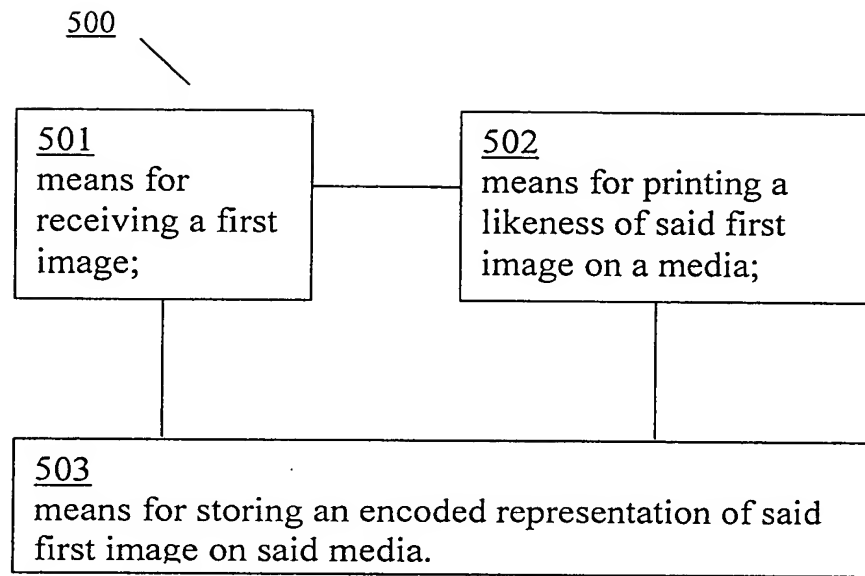 500
501
means for
receiving a first
image;
502
means for printing a
likeness of said first
image on a media;
503
means for storing an encoded representation of said
first image on said media.